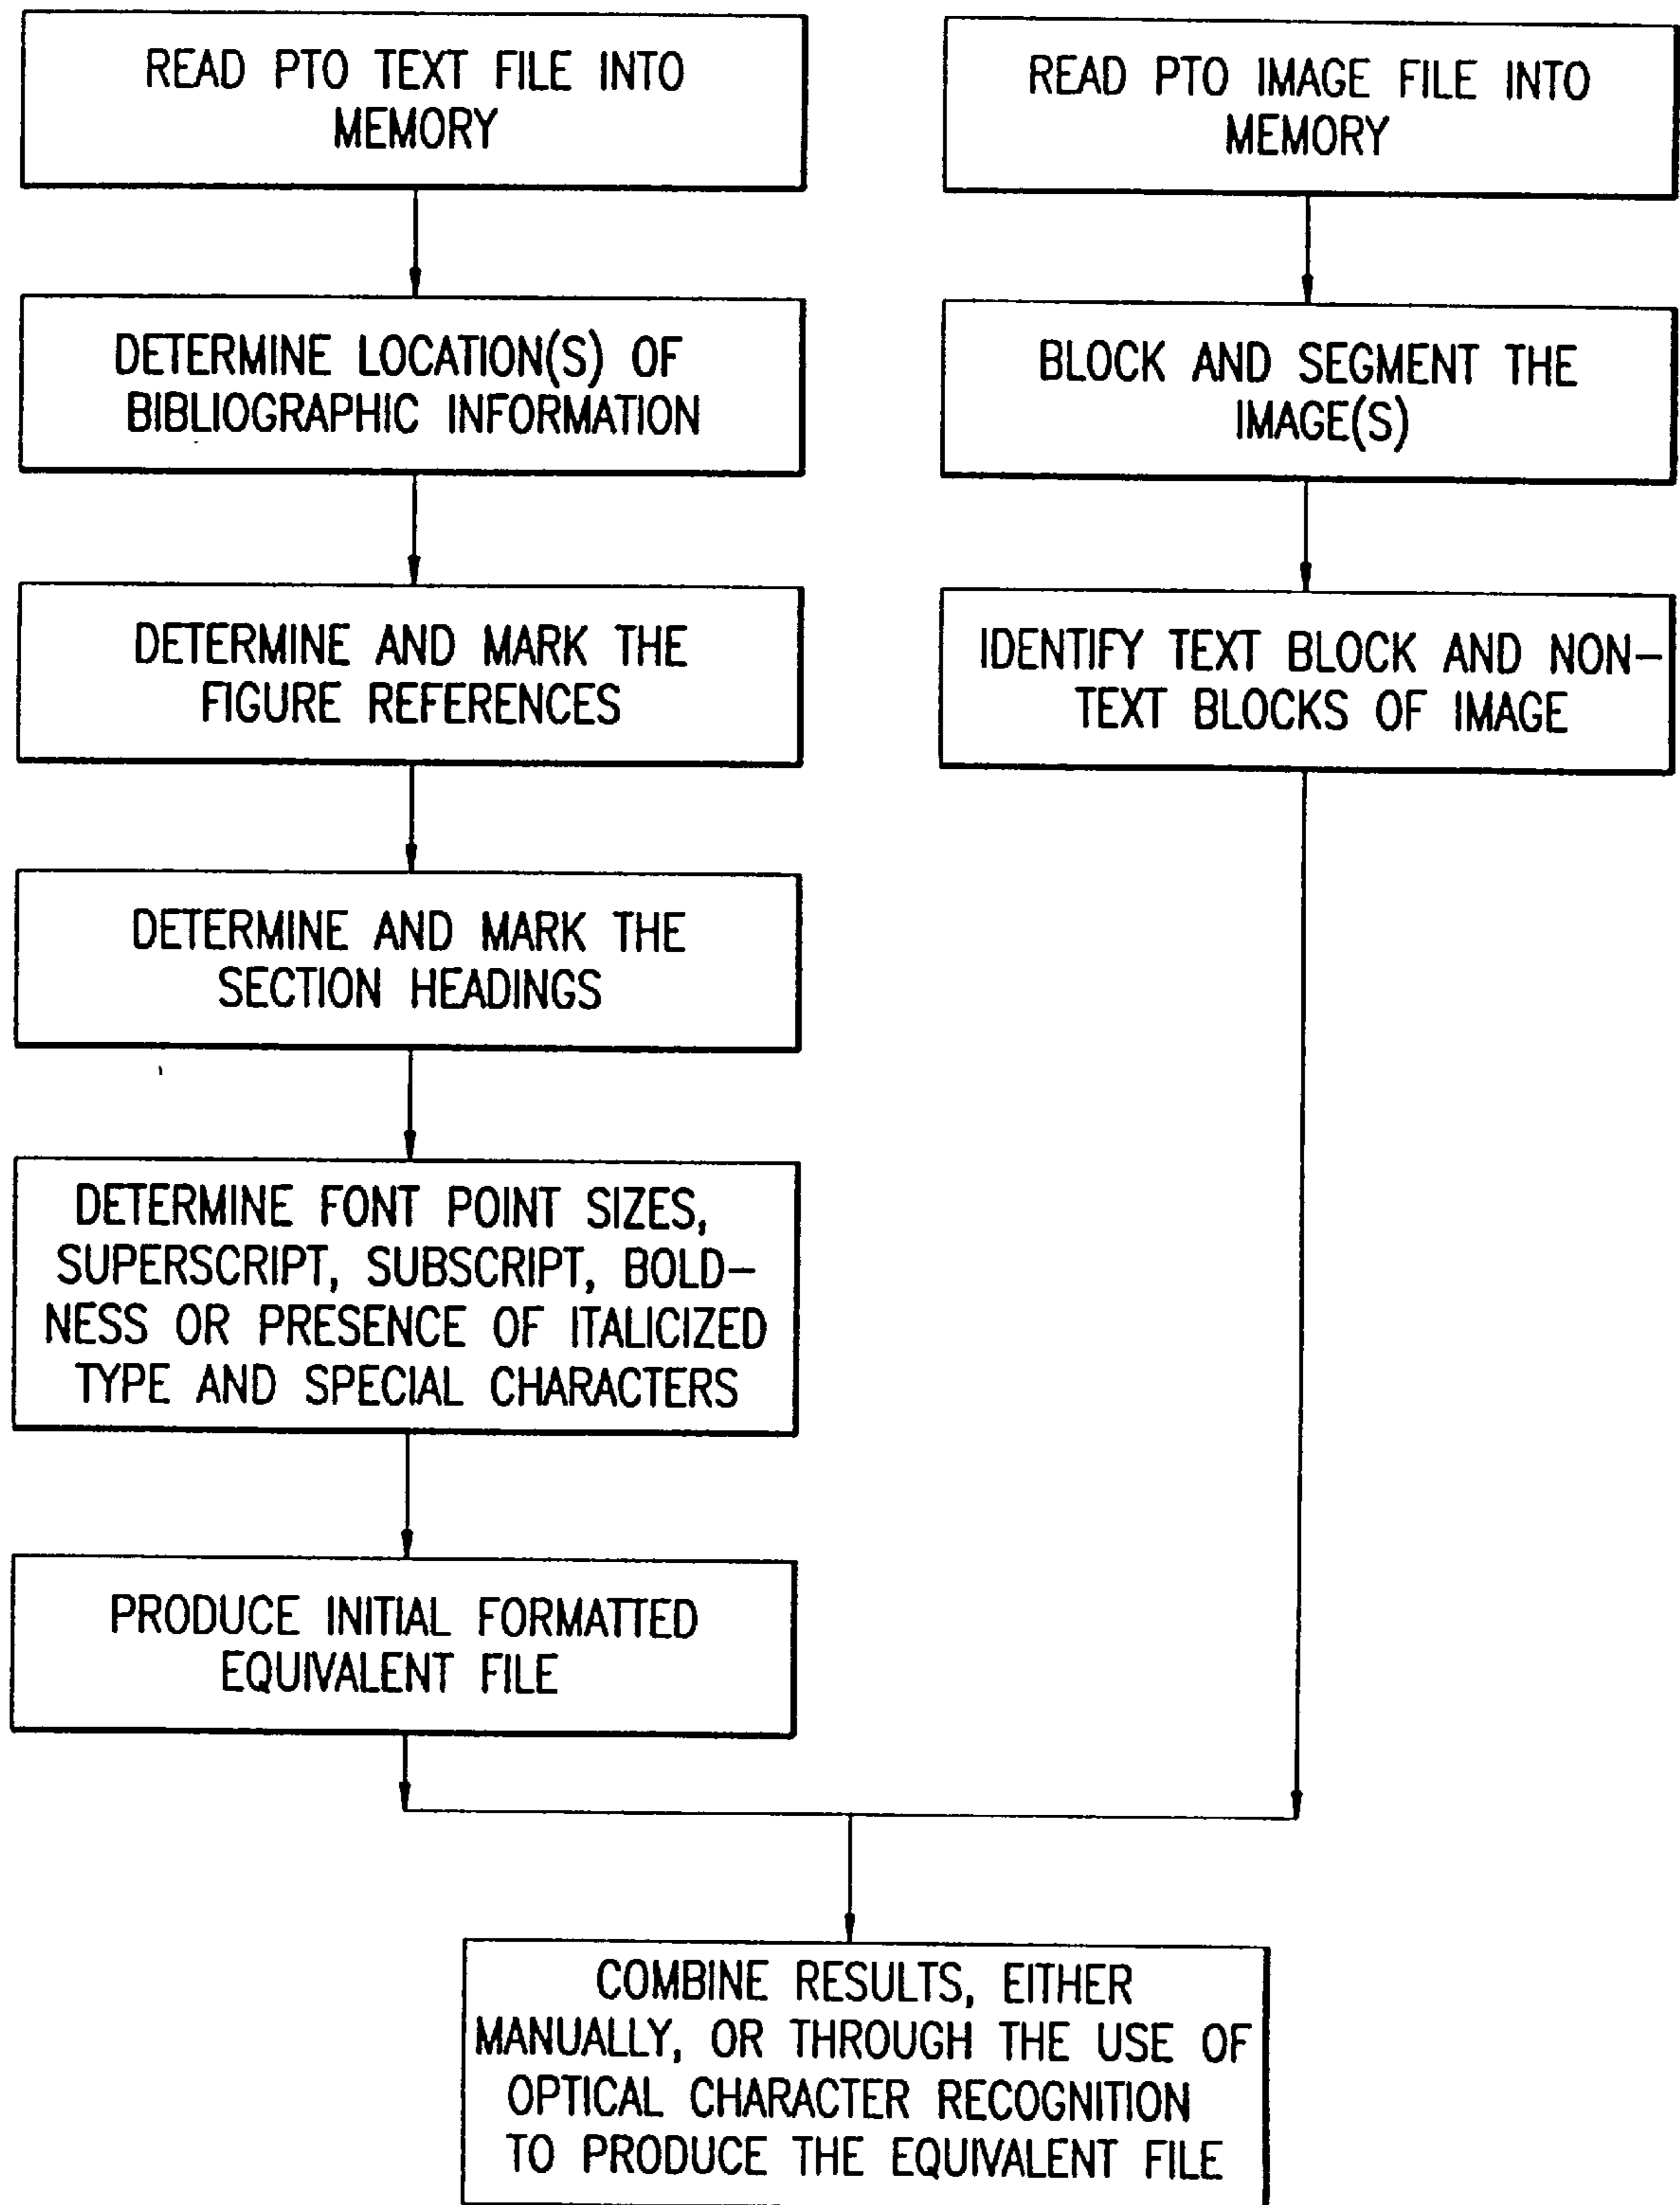 READ PTO TEXT FILE INTO
MEMORY
DETERMINE LOCATION(S) OF
BIBLIOGRAPHIC INFORMATION
DETERMINE AND MARK THE
FIGURE REFERENCES
DETERMINE AND MARK THE
SECTION HEADINGS
DETERMINE FONT POINT SIZES,
SUPERSCRIPT, SUBSCRIPT, BOLD-
NESS OR PRESENCE OF ITALICIZED
TYPE AND SPECIAL CHARACTERS
PRODUCE INITIAL FORMATTED
EQUIVALENT FILE
READ PTO IMAGE FILE INTO
MEMORY
BLOCK AND SEGMENT THE
IMAGE(S)
IDENTIFY TEXT BLOCK AND NON-
TEXT BLOCKS OF IMAGE
COMBINE RESULTS, EITHER
MANUALLY, OR THROUGH THE USE OF
OPTICAL CHARACTER RECOGNITION
TO PRODUCE THE EQUIVALENT FILE